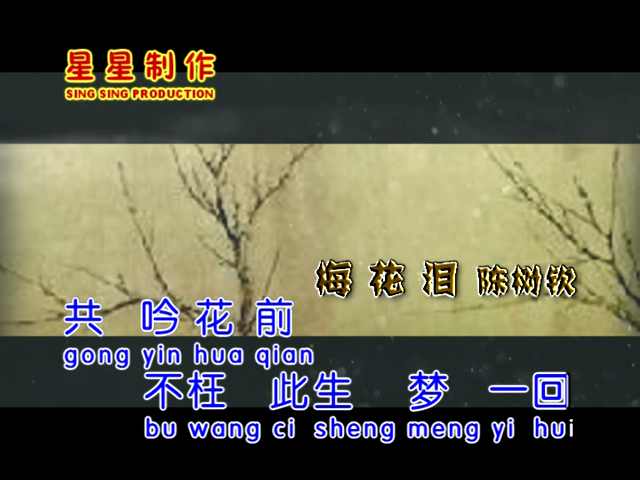 星星制作
SING SING PRODUCTION
梅花泪 陈树钦
共 吟花 前
gong yin hua qian
不枉 此生 梦 一回
bu wang ci sheng meng yi hui